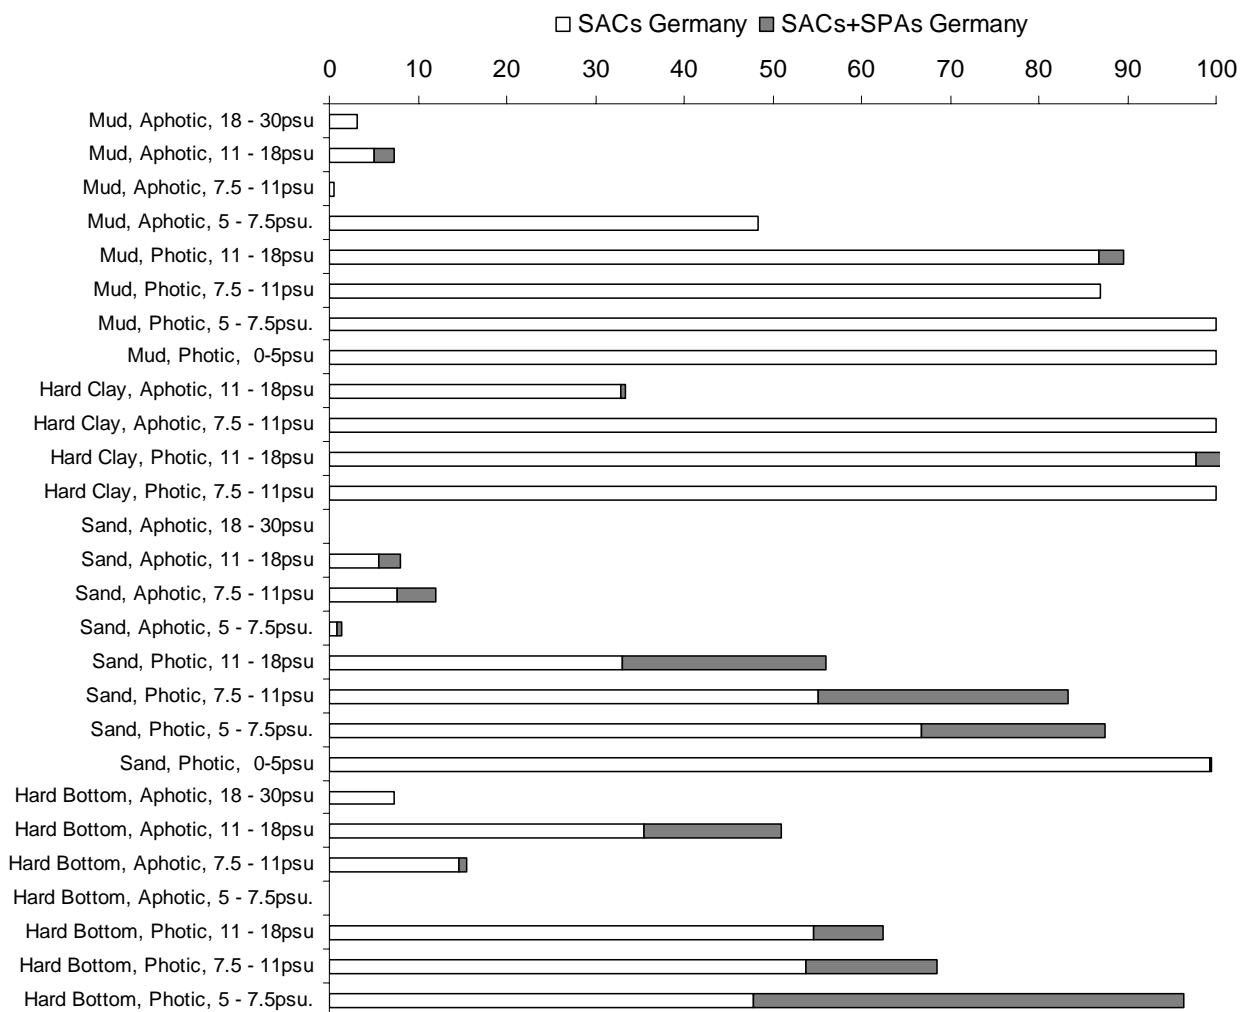 SACs Germany SACs+SPAs Germany
0 10 20 30 40 50 60 70 80 90 100
Mud, Aphotic, 18 - 30psu
Mud, Aphotic, 11 - 18psu
Mud, Aphotic, 7.5 - 11psu
Mud, Aphotic, 5 - 7.5psu.
Mud, Photic, 11 - 18psu
Mud, Photic, 7.5 - 11psu
Mud, Photic, 5 - 7.5psu.
Mud, Photic, 0-5psu
Hard Clay, Aphotic, 11 - 18psu
Hard Clay, Aphotic, 7.5 - 11psu
Hard Clay, Photic, 11 - 18psu
Hard Clay, Photic, 7.5 - 11psu
Sand, Aphotic, 18 - 30psu
Sand, Aphotic, 11 - 18psu
Sand, Aphotic, 7.5 - 11psu
Sand, Aphotic, 5 - 7.5psu.
Sand, Photic, 11 - 18psu
Sand, Photic, 7.5 - 11psu
Sand, Photic, 5 - 7.5psu.
Sand, Photic, 0-5psu
Hard Bottom, Aphotic, 18 - 30psu
Hard Bottom, Aphotic, 11 - 18psu
Hard Bottom, Aphotic, 7.5 - 11psu
Hard Bottom, Aphotic, 5 - 7.5psu.
Hard Bottom, Photic, 11 - 18psu
Hard Bottom, Photic, 7.5 - 11psu
Hard Bottom, Photic, 5 - 7.5psu.